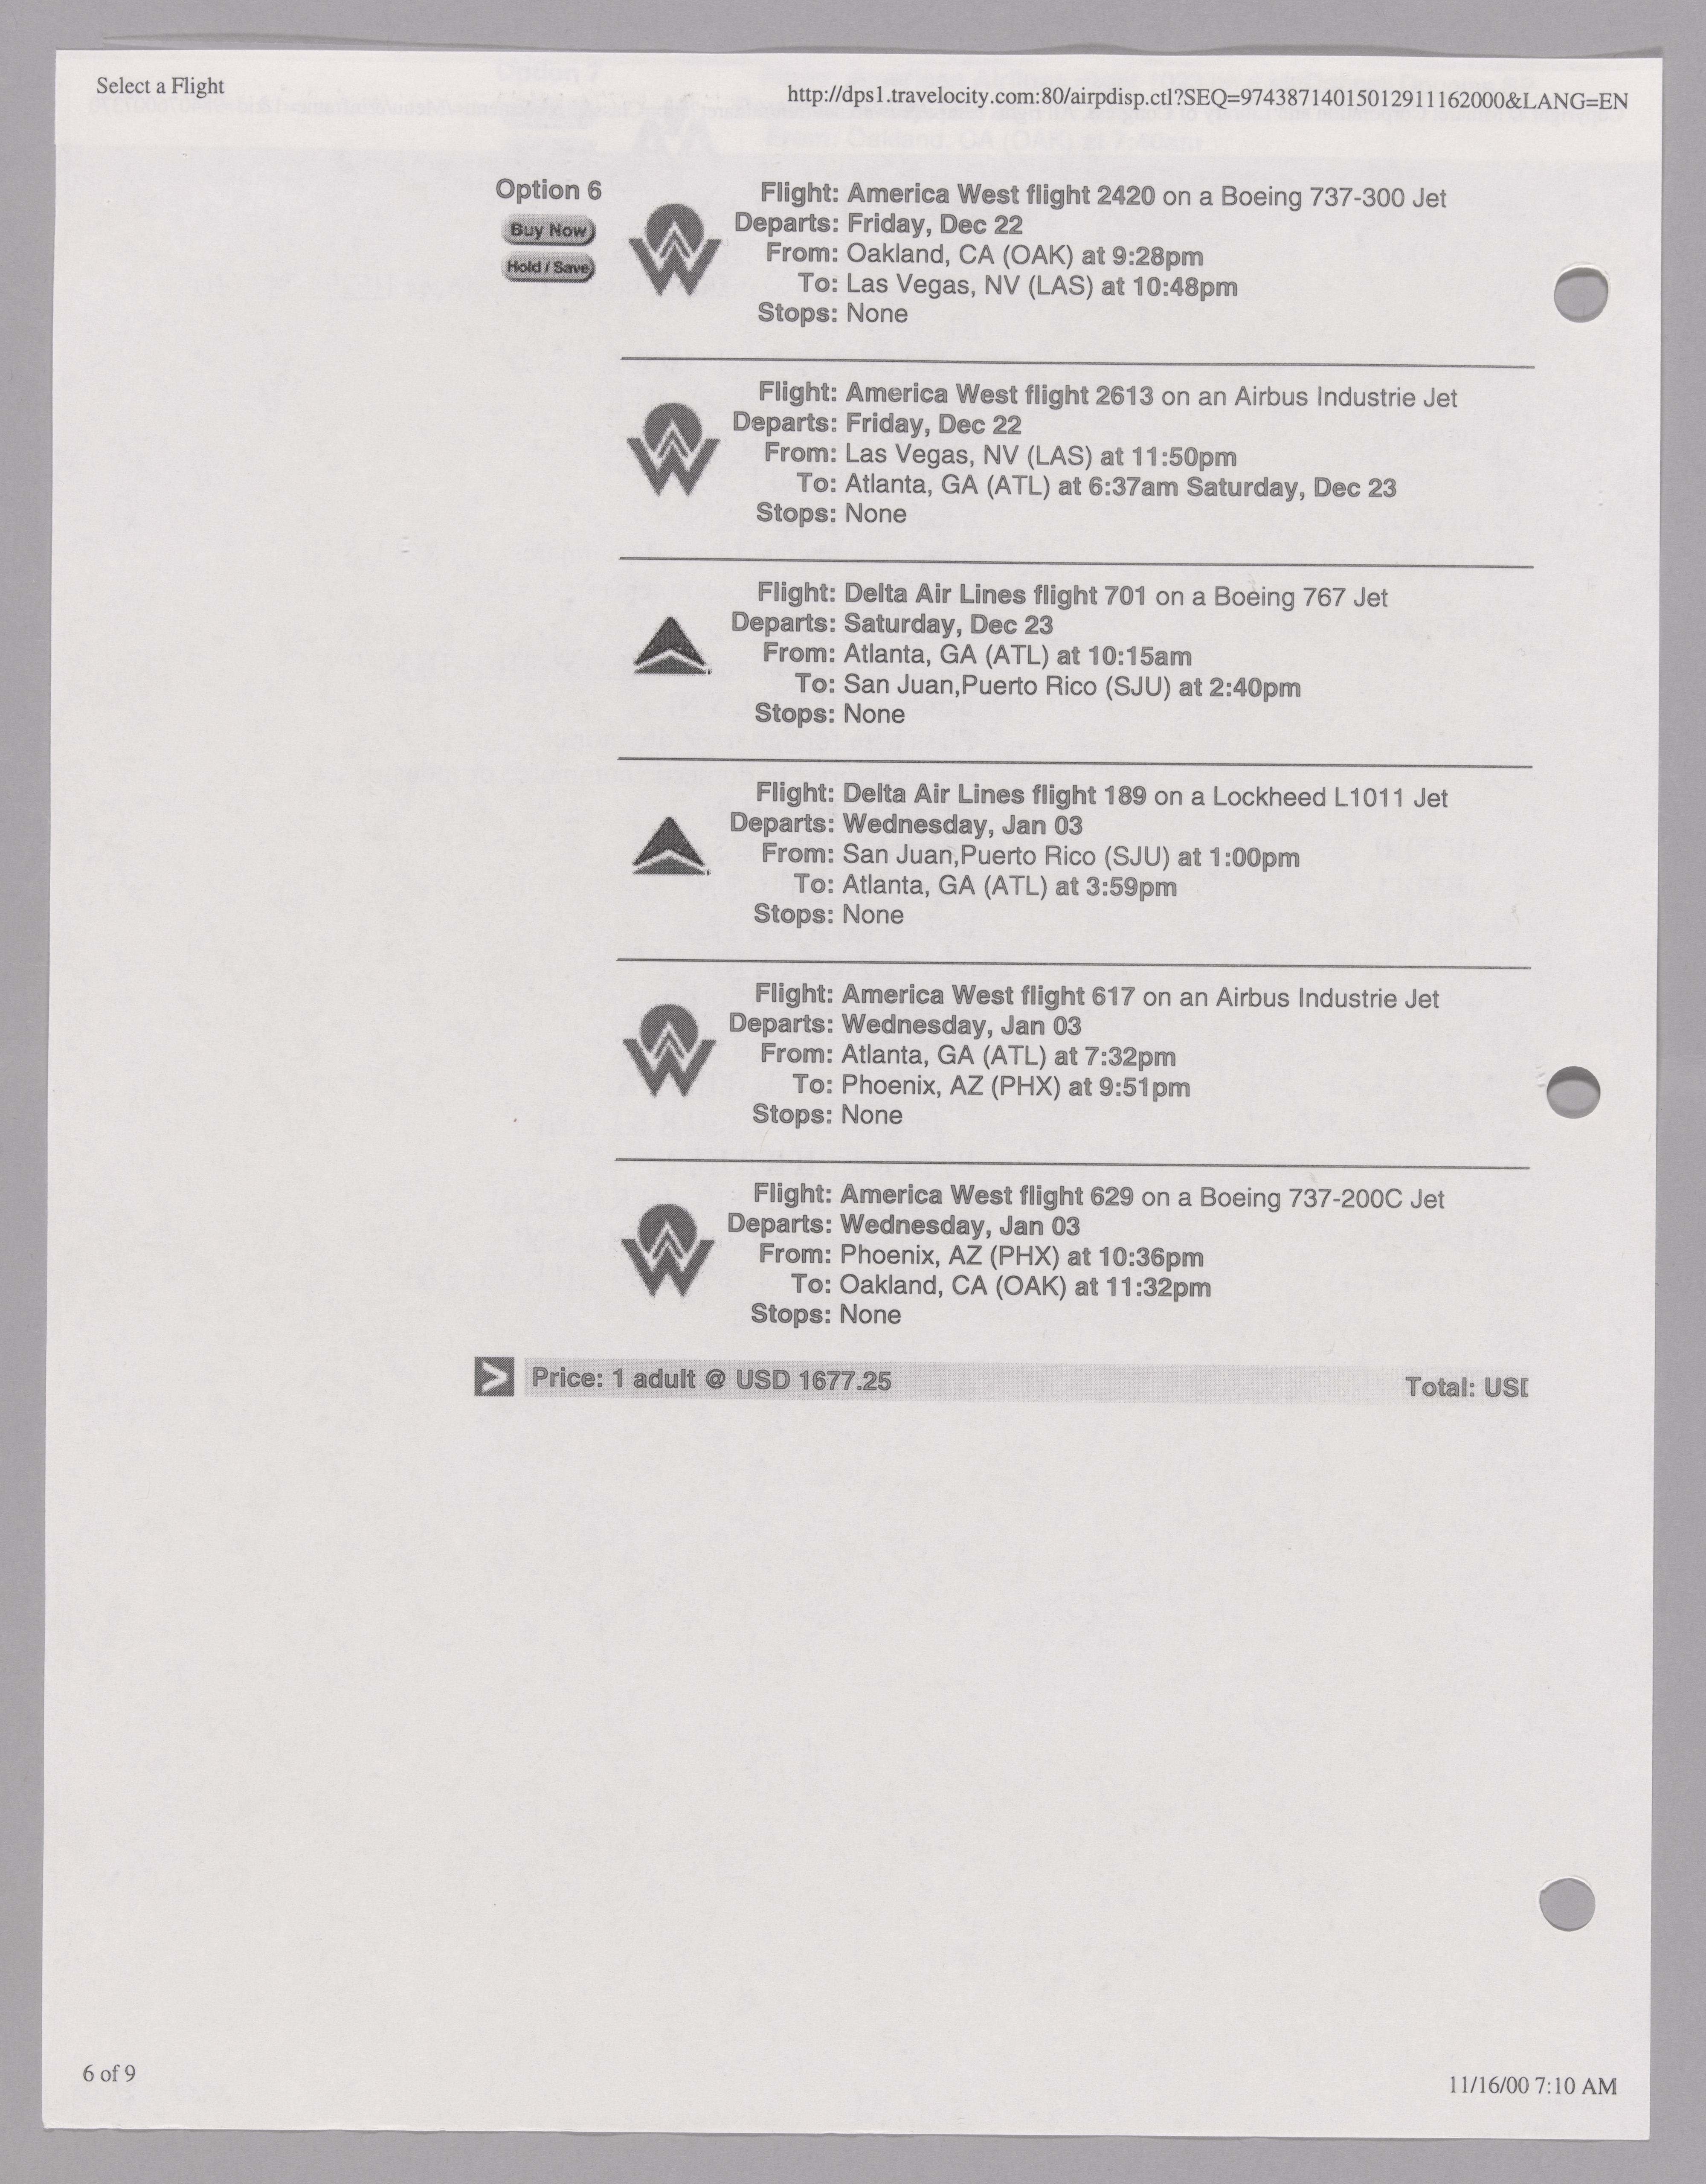 Select a Flight
http://dps1.travelocity.com:80/airpdisp.ctl?SEQ=97438714015012911162000&LANG=EN
Option 6
Buy Now
Hold / Save
Flight: America West flight 2420 on a Boeing 737-300 Jet
Departs: Friday, Dec 22
From: Oakland, CA (OAK) at 9:28pm
To: Las Vegas, NV (LAS) at 10:48pm
Stops: None
Flight: America West flight 2613 on an Airbus Industrie Jet
Departs: Friday, Dec 22
From: Las Vegas, NV (LAS) at 11:50pm
To: Atlanta, GA (ATL) at 6:37am Saturday, Dec 23
Stops: None
Flight: Delta Air Lines flight 701 on a Boeing 767 Jet
Departs: Saturday, Dec 23
From: Atlanta, GA (ATL) at 10:15am
To: San Juan,Puerto Rico (SJU) at 2:40pm
Stops: None
Flight: Delta Air Lines flight 189 on a Lockheed L1011 Jet
Departs: Wednesday, Jan 03
From: San Juan,Puerto Rico (SJU) at 1:00pm
To: Atlanta, GA (ATL) at 3:59pm
Stops: None
Flight: America West flight 617 on an Airbus Industrie Jet
Departs: Wednesday, Jan 03
From: Atlanta, GA (ATL) at 7:32pm
To: Phoenix, AZ (PHX) at 9:51pm
Stops: None
Flight: America West flight 629 on a Boeing 737-200C Jet
Departs: Wednesday, Jan 03
From: Phoenix, AZ (PHX) at 10:36pm
To: Oakland, CA (OAK) at 11:32pm
Stops: None
Price: 1 adult @ USD 1677.25 Total: US
6 of 9
11/16/00 7:10 AM